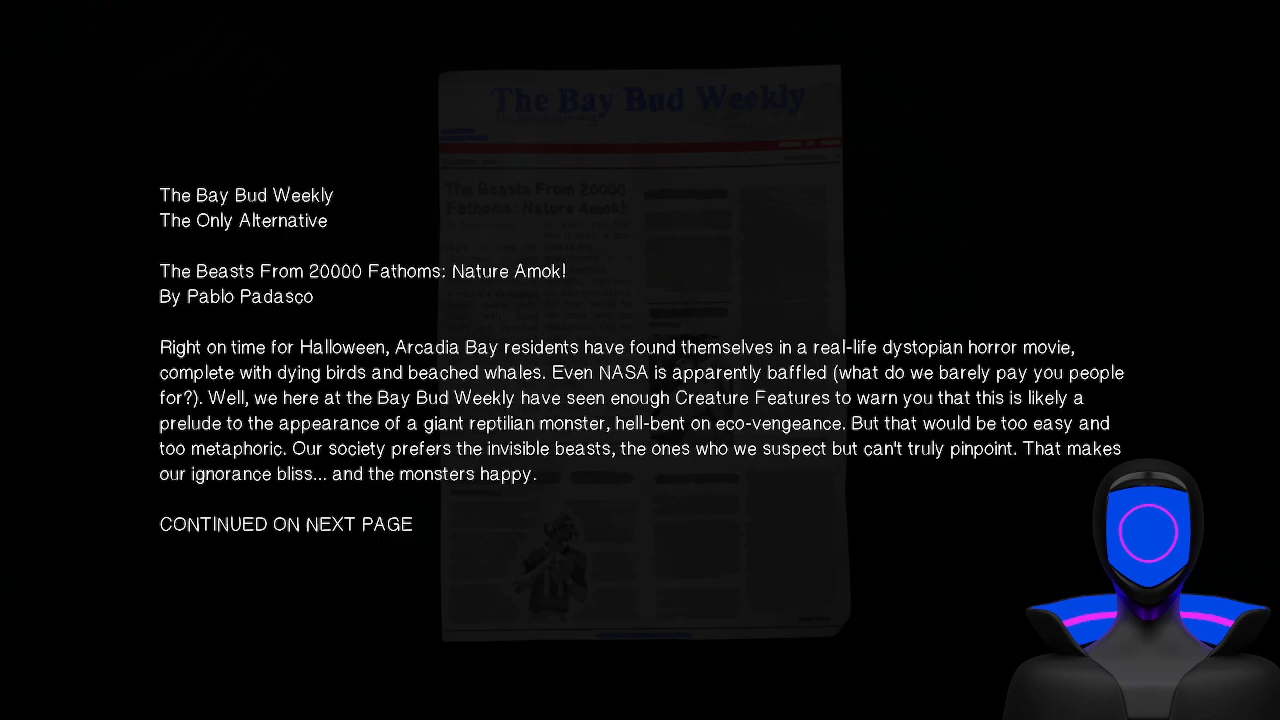 The Bay Bud Weekly
The Bay Bud Weekly
The Only Alternative
The Beasts From 20000
Fathoms: Nature Amok!
The Beasts From 20000 Fathoms: Nature Amok!
By Pablo Padasco
Right on time for Halloween, Arcadia Bay residents have found themselves in a real-life dystopian horror movie,
complete with dying birds and beached whales. Even NASA is apparently baffled (what do we barely pay you people
for?). Well, we here at the Bay Bud Weekly have seen enough Creature Features to warn you that this is likely a
prelude to the appearance of a giant reptilian monster, hell-bent on eco-vengeance. But that would be too easy and
too metaphoric. Our society prefers the invisible beasts, the ones who we suspect but can't truly pinpoint. That makes
our ignorance bliss... and the monsters happy.
CONTINUED ON NEXT PAGE